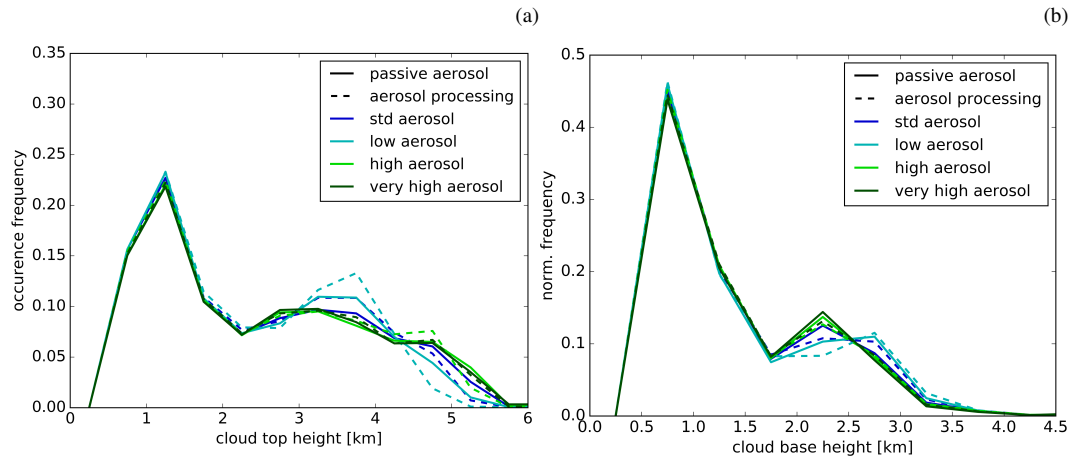 (a)
0.35
0.30
0.25
0.20
0.15
0.10
0.05
0.00
occurence frequency
0 1 2 3 4 5 6
cloud top height [km]
passive aerosol
aerosol processing
std aerosol
low aerosol
high aerosol
very high aerosol
(b)
0.5
0.4
0.3
0.2
0.1
0.0
norm. frequency
0.0 0.5 1.0 1.5 2.0 2.5 3.0 3.5 4.0 4.5
cloud base height [km]
passive aerosol
aerosol processing
std aerosol
low aerosol
high aerosol
very high aerosol